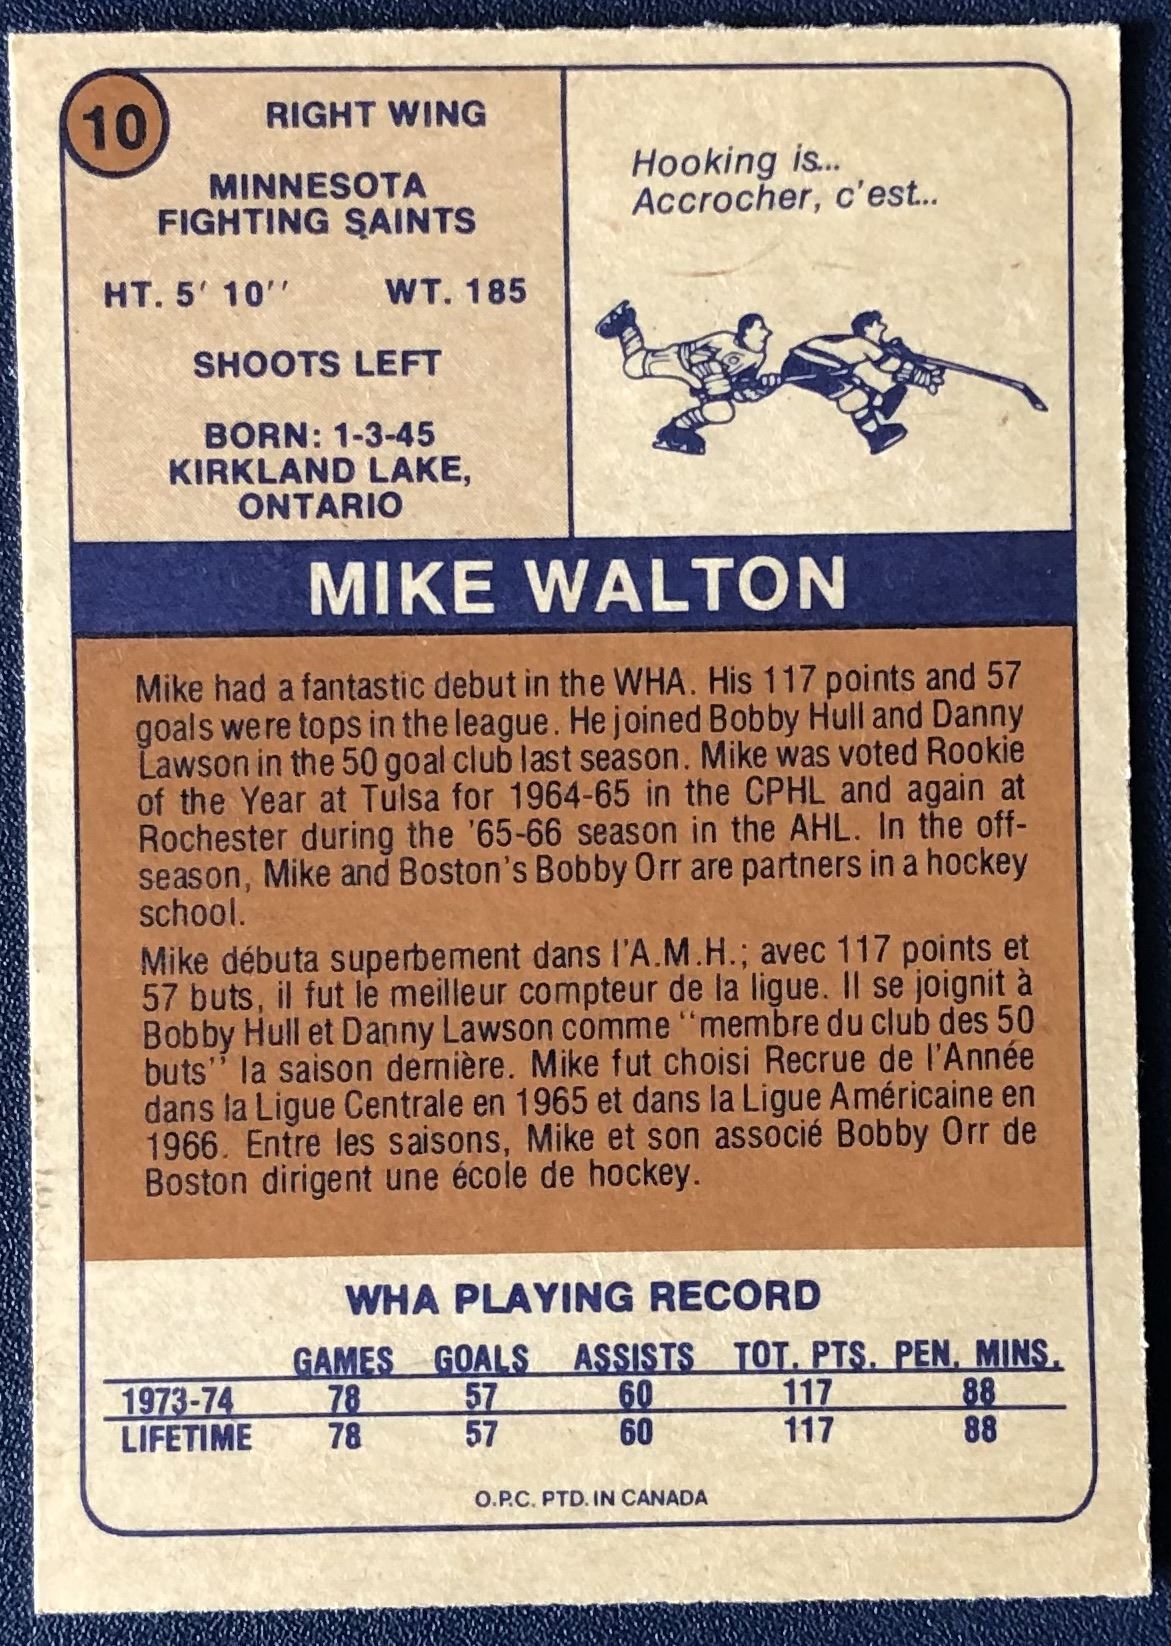 10
RIGHT WING
MINNESOTA
FIGHTING SAINTS
HT. 5' 10'' WT. 185
SHOOTS LEFT
BORN: 1-3-45
KIRKLAND LAKE,
ONTARIO
Hooking is...
Accrocher, c'est...
MIKE WALTON
Mike had a fantastic debut in the WHA. His 117 points and 57
goals were tops in the league. He joined Bobby Hull and Danny
Lawson in the 50 goal club last season. Mike was voted Rookie
of the Year at Tulsa for 1964-65 in the CPHL and again at
Rochester during the '65-66 season in the AHL. In the off-
season, Mike and Boston's Bobby Orr are partners in a hockey
school.
Mike débuta superbement dans l'A.M.H.; avec 117 points et
57 buts, il fut le meilleur compteur de la ligue. Il se joignit à
Bobby Hull et Danny Lawson comme ''membre du club des 50
buts'' la saison dernière. Mike fut choisi Recrue de l'Année
dans la Ligue Centrale en 1965 et dans la Ligue Américaine en
1966. Entre les saisons, Mike et son associé Bobby Orr de
Boston dirigent une école de hockey.
WHA PLAYING RECORD
GAMES GOALS ASSISTS TOT. PTS. PEN. MINS.
1973-74 78 57 60 117 88
LIFETIME 78 57 60 117 88
O.P.C. PTD. IN CANADA